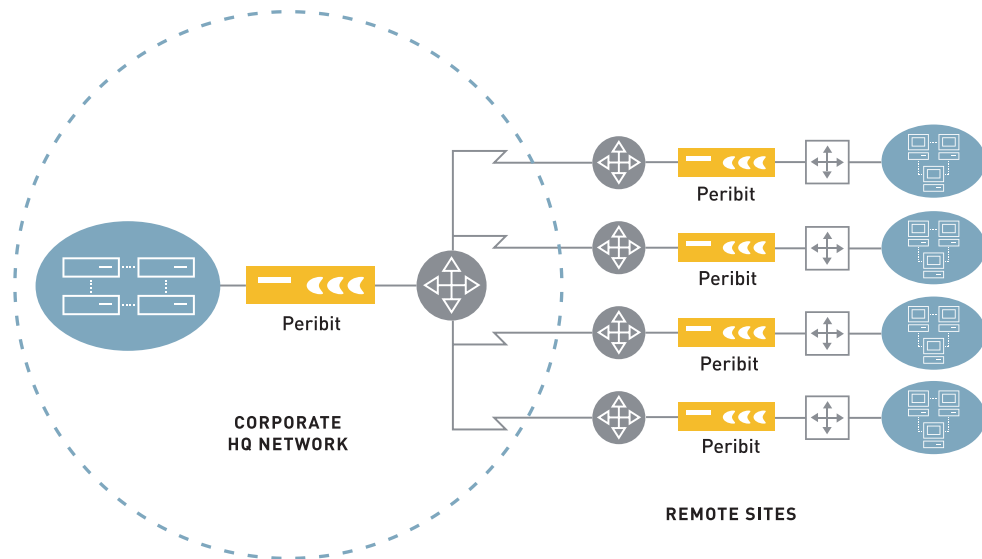 Peribit
Peribit
Peribit
Peribit
Peribit
CORPORATE
HQ NETWORK
REMOTE SITES